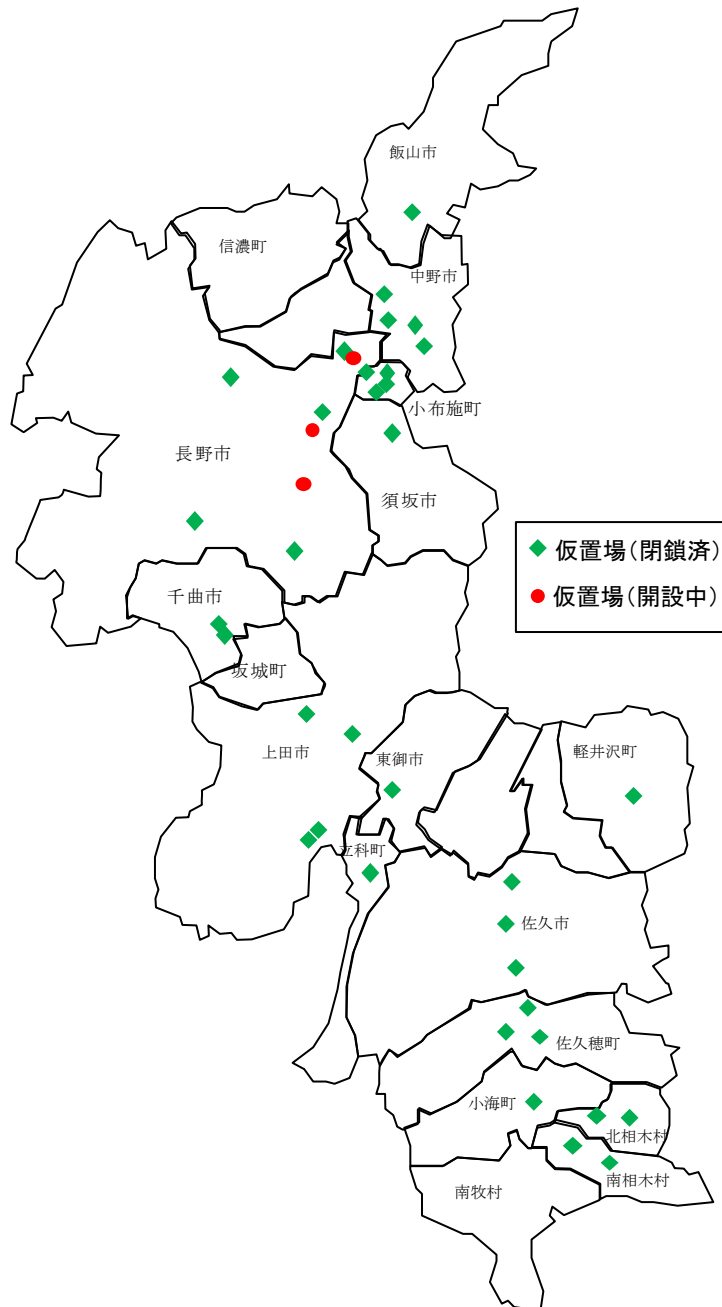 飯山市
信濃町
中野市
小布施町
長野市
須坂市
仮置場(閉鎖済)
仮置場(開設中)
千曲市
坂城町
上田市
東御市
軽井沢町
立科町
佐久市
佐久穂町
小海町
北相木村
南相木村
南牧村